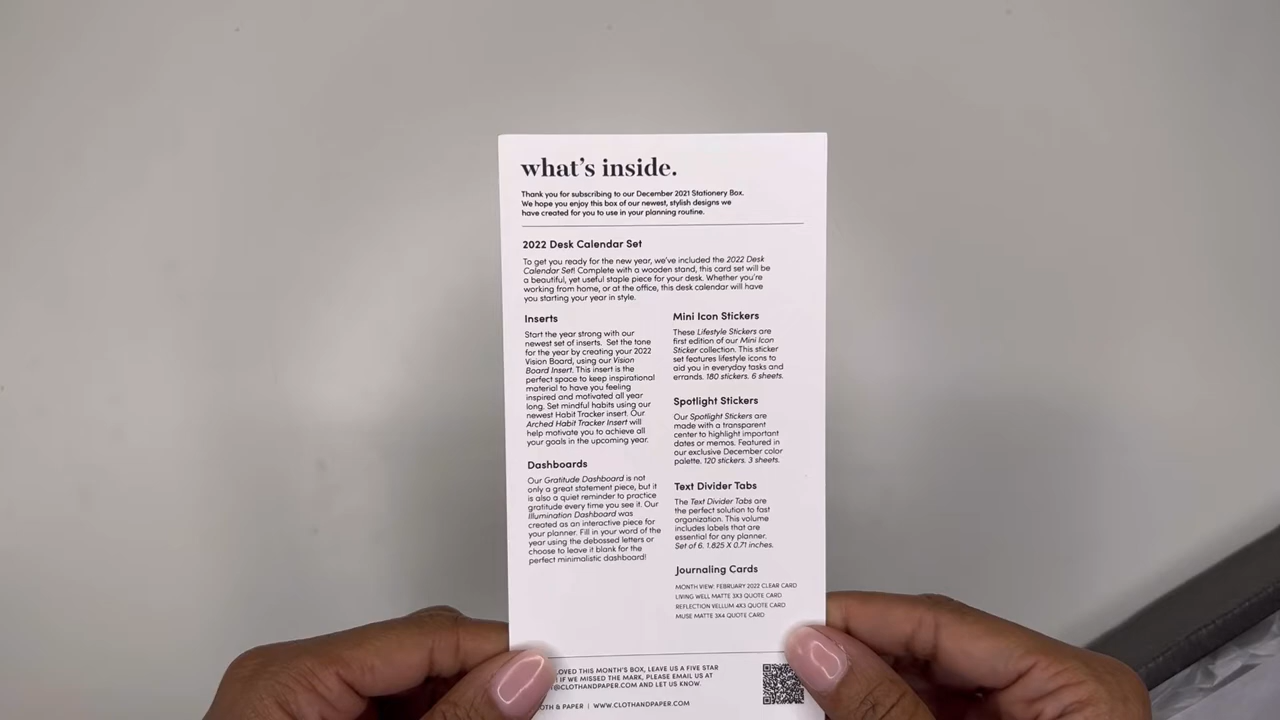 what's inside.
Thank you for subscribing to our December 2021 Stationery Box.
We hope you enjoy this box of our newest, stylish designs we
have created for you to use in your planning routine.
2022 Desk Calendar Set
To get you ready for the new year, we've included the 2022 Desk
Calendar Set! Complete with a wooden stand, this card set will be
a beautiful, yet useful staple piece for your desk. Whether you're
working from home, or at the office, this desk calendar will have
you starting your year in style.
Inserts
Start the year strong with our
newest set of inserts. Set the tone
for the year by creating your 2022
Vision Board, using our Vision
Board Insert. This insert is the
perfect space to keep inspirational
material to have you feeling
inspired and motivated all year
long. Set mindful habits using our
newest Habit Tracker insert. Our
Arched Habit Tracker Insert will
help motivate you to achieve all
your goals in the upcoming year.
Dashboards
Our Gratitude Dashboard is not
only a great statement piece, but it
is also a quiet reminder to practice
gratitude every time you see it. Our
Illumination Dashboard was
created as an interactive piece for
your planner. Fill in your word of the
year using the debossed letters or
choose to leave it blank for the
perfect minimalistic dashboard!
Mini Icon Stickers
These Lifestyle Stickers are
first edition of our Mini Icon
Sticker collection. This sticker
set features lifestyle icons to
aid you in everyday tasks and
errands. 180 stickers. 6 sheets.
Spotlight Stickers
Our Spotlight Stickers are
made with a transparent
center to highlight important
dates or memos. Featured in
our exclusive December color
palette. 120 stickers. 3 sheets.
Text Divider Tabs
The Text Divider Tabs are
the perfect solution to fast
organization. This volume
includes labels that are
essential for any planner.
Set of 6. 1.825 X 0.71 inches.
Journaling Cards
MONTH VIEW: FEBRUARY 2022 CLEAR CARD
LIVING WELL MATTE 3X3 QUOTE CARD
REFLECTION VELLUM 4X3 QUOTE CARD
MUSE MATTE 3X4 QUOTE CARD
OVED THIS MONTH'S BOX, LEAVE US A FIVE STAR
! IF WE MISSED THE MARK, PLEASE EMAIL US AT
@CLOTHANDPAPER.COM AND LET US KNOW.
OTH & PAPER | WWW.CLOTHANDPAPER.COM